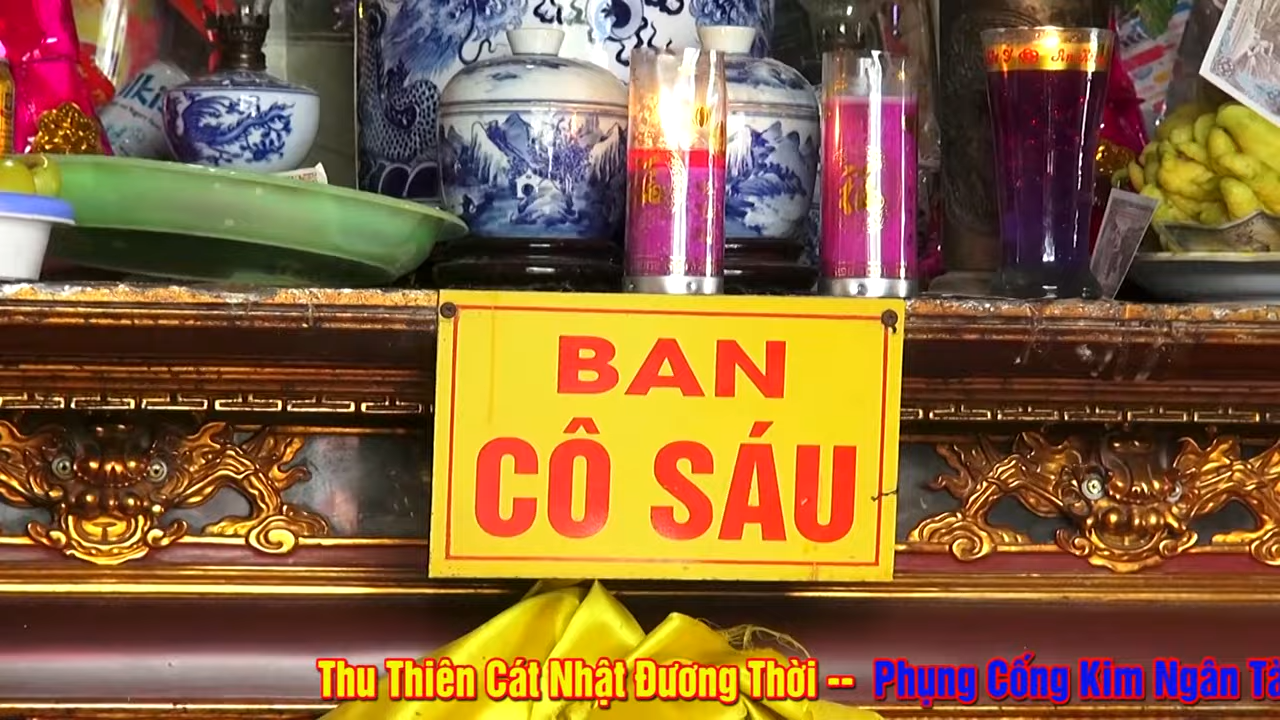 BAN
CÔ SÁU
Thu Thiên Cát Nhật Đương Thời -- Phụng Cống Kim Ngân